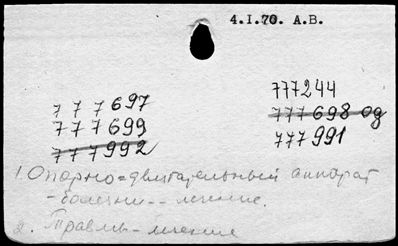 4.I.70. A.B.
777697
777699
777992
777244
777698 од
777991
1. Опорно-двигательный аппарат
- болезни -- лечение.
2. Травмы - лечение